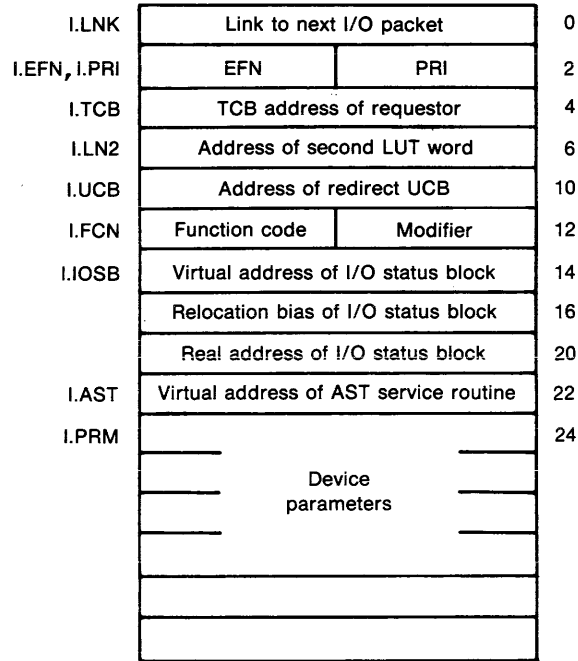 I.LNK Link to next I/O packet 0
I.EFN, I.PRI EFN PRI 2
I.TCB TCB address of requestor 4
I.LN2 Address of second LUT word 6
I.UCB Address of redirect UCB 10
I.FCN Function code Modifier 12
I.IOSB Virtual address of I/O status block 14
Relocation bias of I/O status block 16
Real address of I/O status block 20
I.AST Virtual address of AST service routine 22
I.PRM 24
Device
parameters